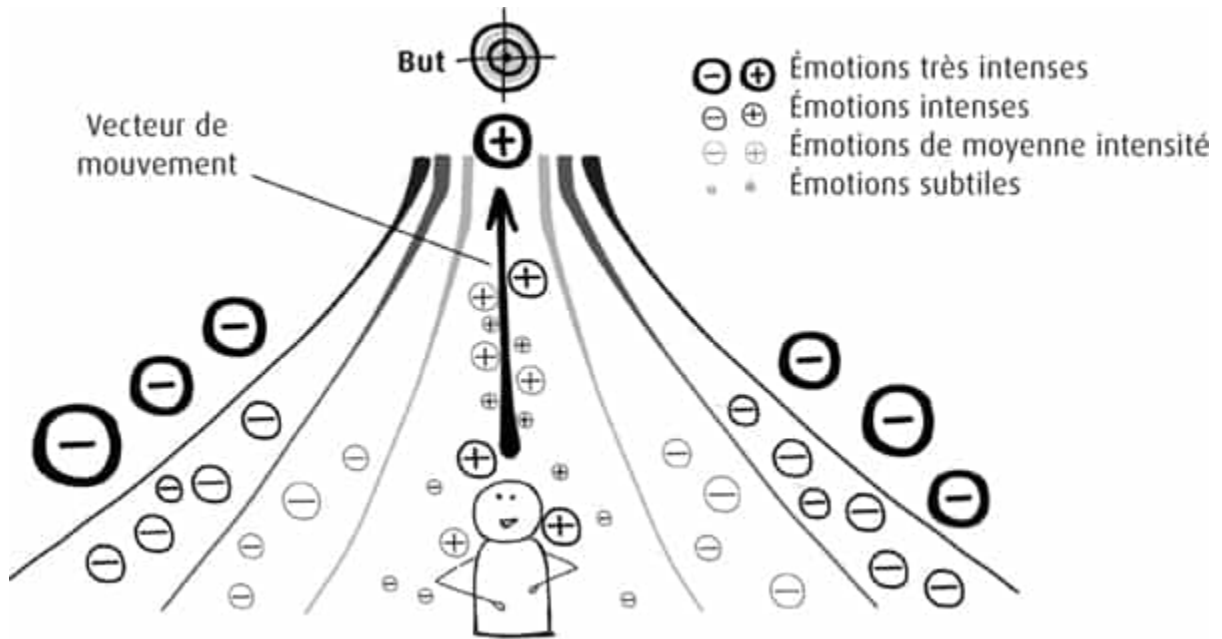 But
Vecteur de
mouvement
Émotions très intenses
Émotions intenses
Émotions de moyenne intensité
Émotions subtiles